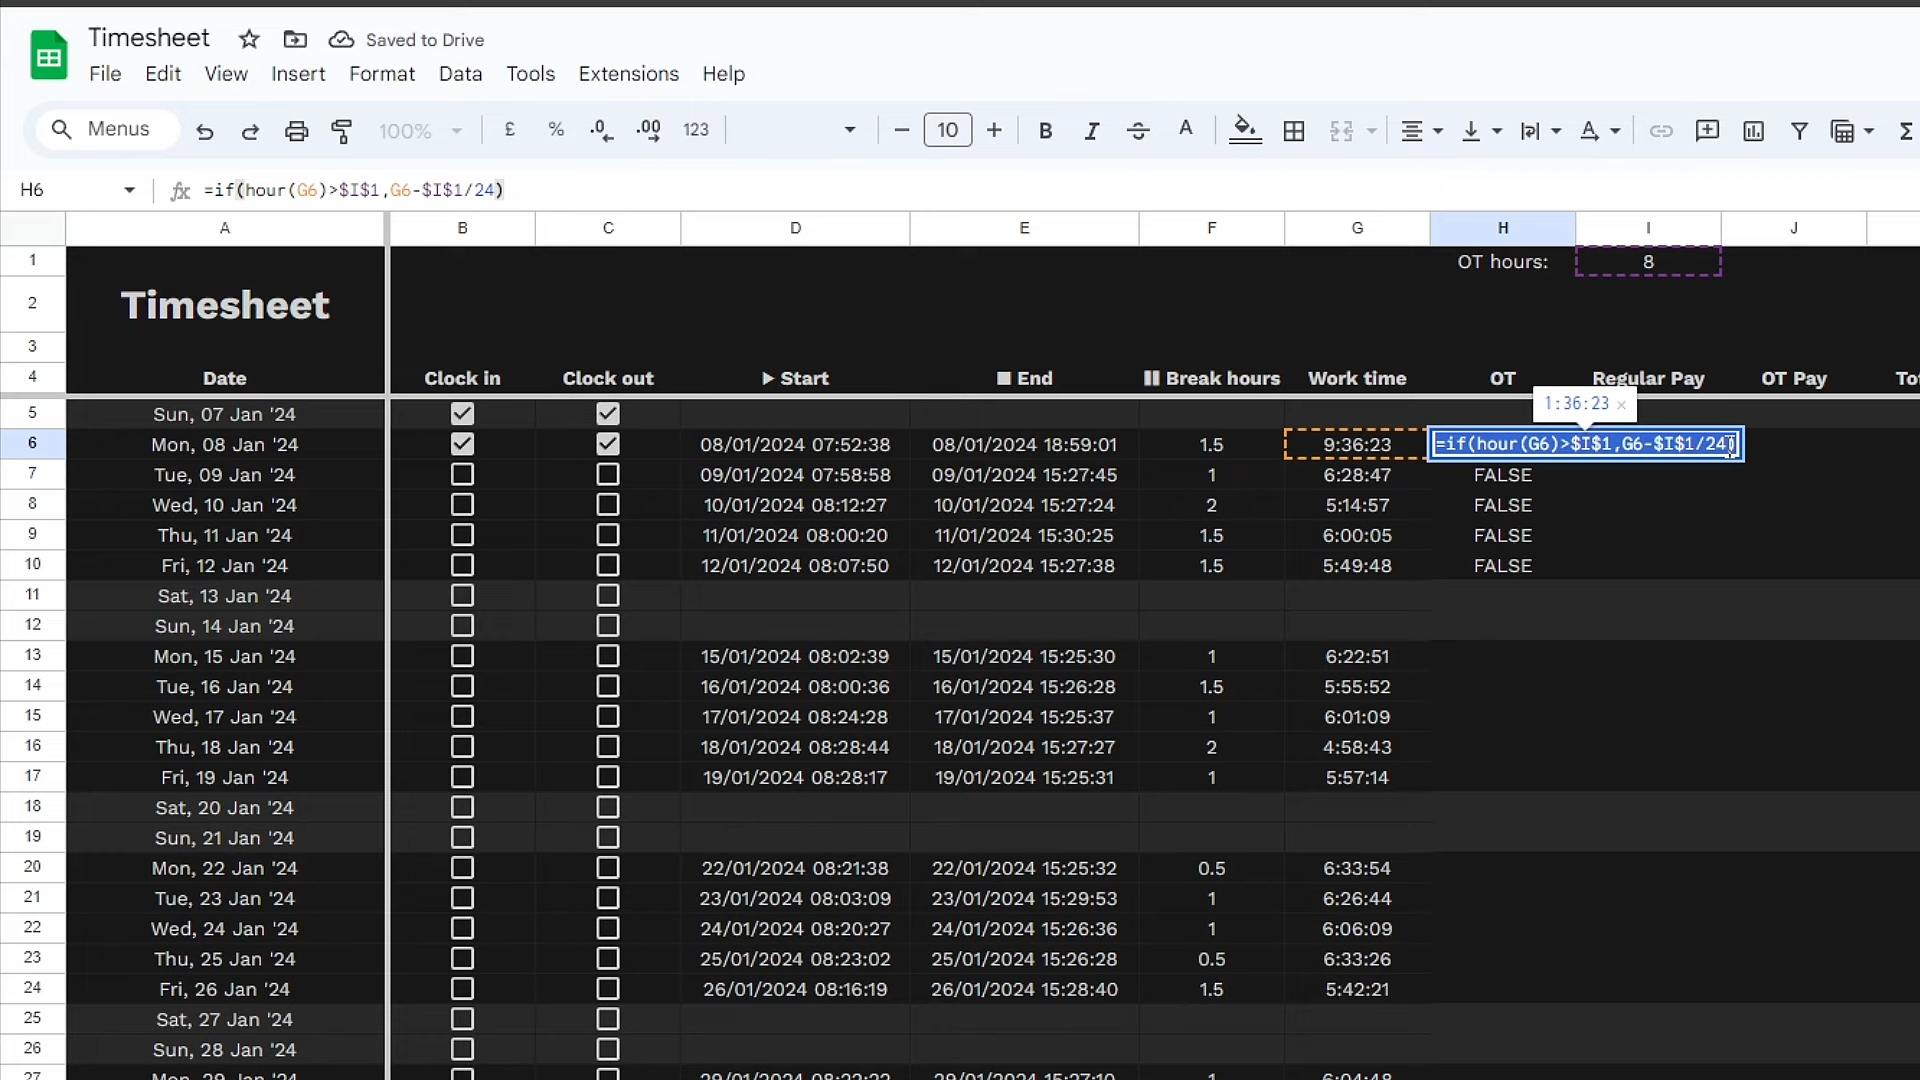 Timesheet Saved to Drive
File Edit View Insert Format Data Tools Extensions Help
Menus 100% £ % .0 .00 123 10 B I S A A Σ
H6 fx =if(hour(G6)>$I$1,G6-$I$1/24)
A B C D E F G H I J
1 OT hours: 8
2 Timesheet
3
4 Date Clock in Clock out Start End Break hours Work time OT Regular Pay OT Pay
1:36:23 ×
5 Sun, 07 Jan '24
6 Mon, 08 Jan '24 08/01/2024 07:52:38 08/01/2024 18:59:01 1.5 9:36:23 =if(hour(G6)>$I$1,G6-$I$1/24)
7 Tue, 09 Jan '24 09/01/2024 07:58:58 09/01/2024 15:27:45 1 6:28:47 FALSE
8 Wed, 10 Jan '24 10/01/2024 08:12:27 10/01/2024 15:27:24 2 5:14:57 FALSE
9 Thu, 11 Jan '24 11/01/2024 08:00:20 11/01/2024 15:30:25 1.5 6:00:05 FALSE
10 Fri, 12 Jan '24 12/01/2024 08:07:50 12/01/2024 15:27:38 1.5 5:49:48 FALSE
11 Sat, 13 Jan '24
12 Sun, 14 Jan '24
13 Mon, 15 Jan '24 15/01/2024 08:02:39 15/01/2024 15:25:30 1 6:22:51
14 Tue, 16 Jan '24 16/01/2024 08:00:36 16/01/2024 15:26:28 1.5 5:55:52
15 Wed, 17 Jan '24 17/01/2024 08:24:28 17/01/2024 15:25:37 1 6:01:09
16 Thu, 18 Jan '24 18/01/2024 08:28:44 18/01/2024 15:27:27 2 4:58:43
17 Fri, 19 Jan '24 19/01/2024 08:28:17 19/01/2024 15:25:31 1 5:57:14
18 Sat, 20 Jan '24
19 Sun, 21 Jan '24
20 Mon, 22 Jan '24 22/01/2024 08:21:38 22/01/2024 15:25:32 0.5 6:33:54
21 Tue, 23 Jan '24 23/01/2024 08:03:09 23/01/2024 15:29:53 1 6:26:44
22 Wed, 24 Jan '24 24/01/2024 08:20:27 24/01/2024 15:26:36 1 6:06:09
23 Thu, 25 Jan '24 25/01/2024 08:23:02 25/01/2024 15:26:28 0.5 6:33:26
24 Fri, 26 Jan '24 26/01/2024 08:16:19 26/01/2024 15:28:40 1.5 5:42:21
25 Sat, 27 Jan '24
26 Sun, 28 Jan '24
27 Mon, 29 Jan '24